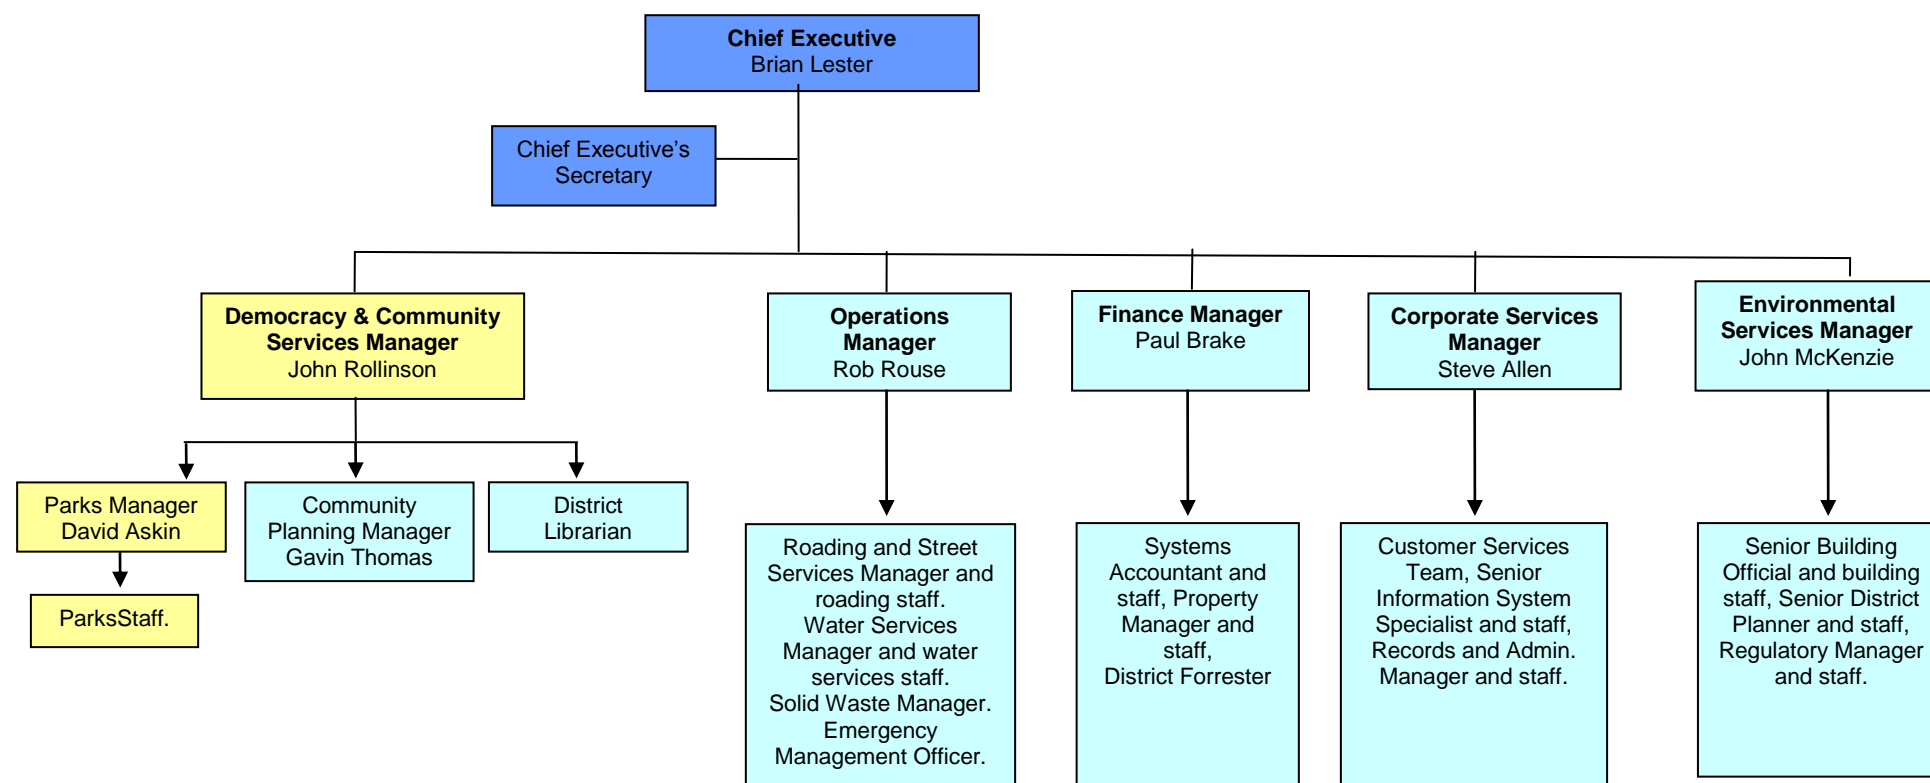 Chief Executive
Brian Lester
Chief Executive’s
Secretary
Democracy & Community
Services Manager
John Rollinson
Operations
Manager
Rob Rouse
Finance Manager
Paul Brake
Corporate Services
Manager
Steve Allen
Environmental
Services Manager
John McKenzie
Parks Manager
David Askin
Community
Planning Manager
Gavin Thomas
District
Librarian
ParksStaff.
Roading and Street
Services Manager and
roading staff.
Water Services
Manager and water
services staff.
Solid Waste Manager.
Emergency
Management Officer.
Systems
Accountant and
staff, Property
Manager and
staff,
District Forrester
Customer Services
Team, Senior
Information System
Specialist and staff,
Records and Admin.
Manager and staff.
Senior Building
Official and building
staff, Senior District
Planner and staff,
Regulatory Manager
and staff.